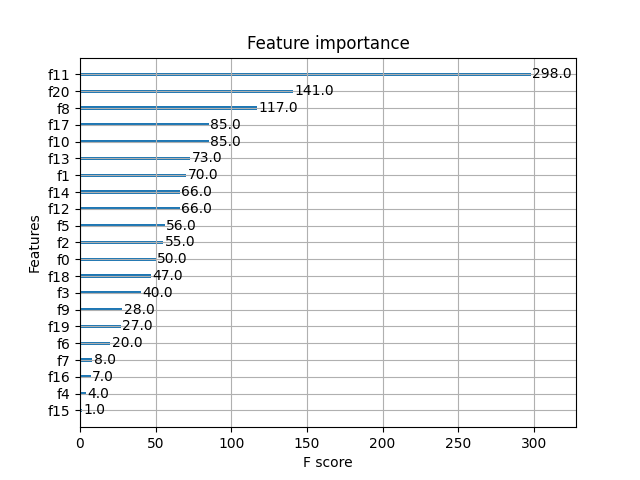 Feature importance
f11 298.0
f20 141.0
f8 117.0
f17 85.0
f10 85.0
f13 73.0
f1 70.0
f14 66.0
f12 66.0
f5 56.0
f2 55.0
f0 50.0
f18 47.0
f3 40.0
f9 28.0
f19 27.0
f6 20.0
f7 8.0
f16 7.0
f4 4.0
f15 1.0
Features
0 50 100 150 200 250 300
F score